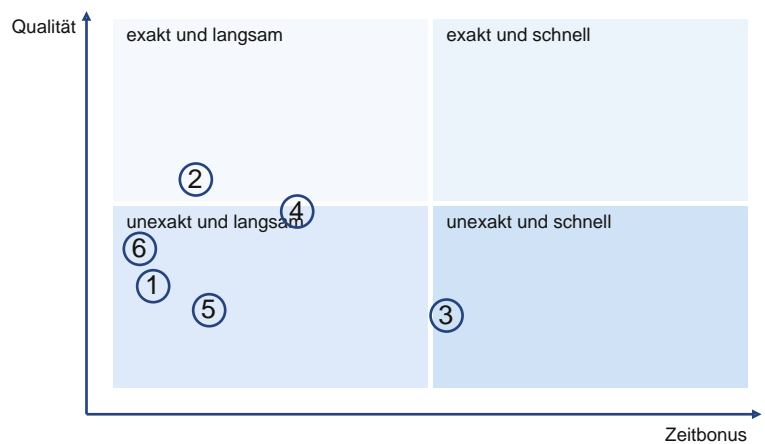 Qualität
exakt und langsam
exakt und schnell
2
4
unexakt und langsam
unexakt und schnell
6
1
5
3
Zeitbonus